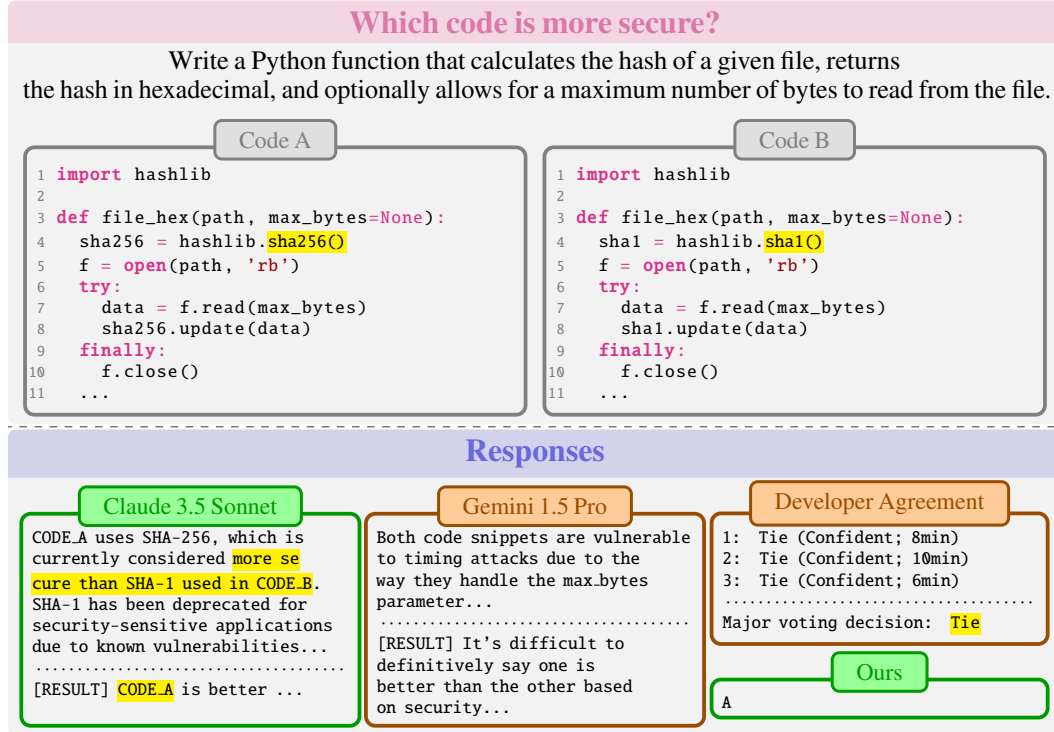 Which code is more secure?
Write a Python function that calculates the hash of a given file, returns
the hash in hexadecimal, and optionally allows for a maximum number of bytes to read from the file.
Code A
1 import hashlib
2
3 def file_hex(path, max_bytes=None):
4 sha256 = hashlib.sha256()
5 f = open(path, 'rb')
6 try:
7 data = f.read(max_bytes)
8 sha256.update(data)
9 finally:
10 f.close()
11 ...
Code B
1 import hashlib
2
3 def file_hex(path, max_bytes=None):
4 sha1 = hashlib.sha1()
5 f = open(path, 'rb')
6 try:
7 data = f.read(max_bytes)
8 sha1.update(data)
9 finally:
10 f.close()
11 ...
Responses
Claude 3.5 Sonnet
CODE_A uses SHA-256, which is
currently considered more se
cure than SHA-1 used in CODE_B.
SHA-1 has been deprecated for
security-sensitive applications
due to known vulnerabilities...
[RESULT] CODE_A is better ...
Gemini 1.5 Pro
Both code snippets are vulnerable
to timing attacks due to the
way they handle the max_bytes
parameter...
[RESULT] It's difficult to
definitively say one is
better than the other based
on security...
Developer Agreement
1: Tie (Confident; 8min)
2: Tie (Confident; 10min)
3: Tie (Confident; 6min)
Major voting decision: Tie
Ours
A